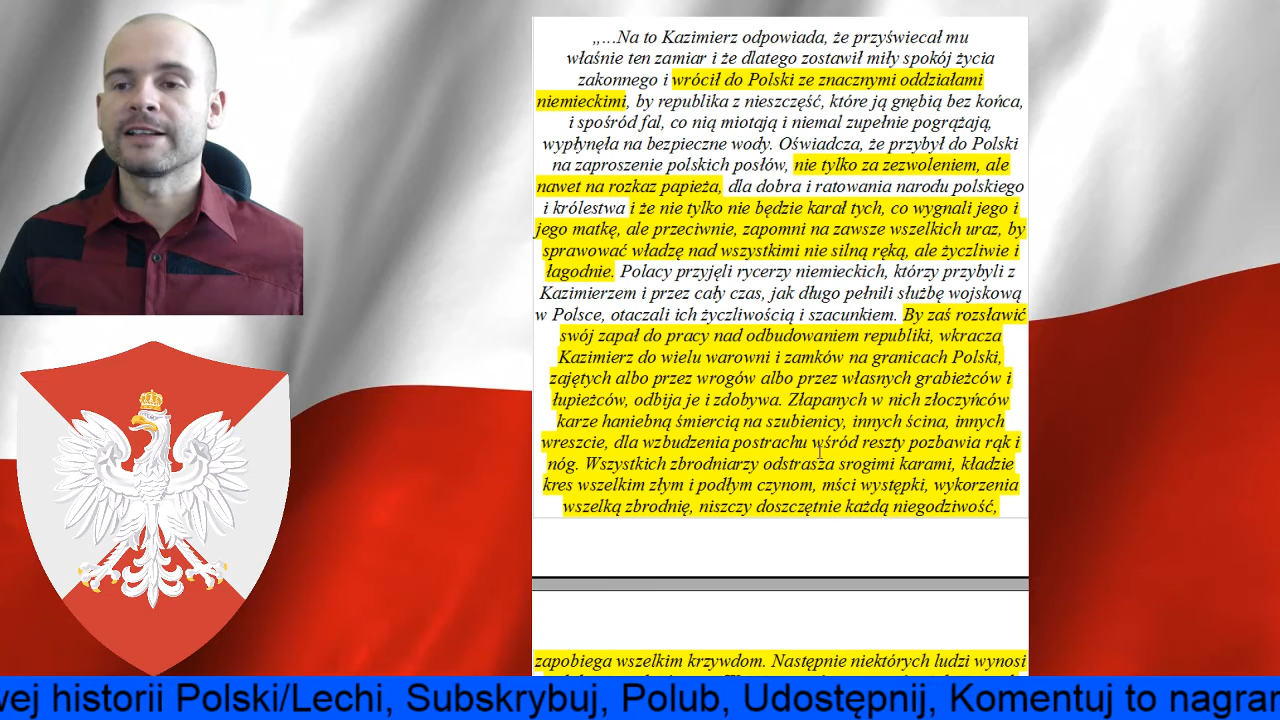 „...Na to Kazimierz odpowiada, że przyświecał mu
właśnie ten zamiar i że dlatego zostawił miły spokój życia
zakonnego i wrócił do Polski ze znacznymi oddziałami
niemieckimi, by republika z nieszczęść, które ją gnębią bez końca,
i spośród fal, co nią miotają i niemal zupełnie pogrążają,
wypłynęła na bezpieczne wody. Oświadcza, że przybył do Polski
na zaproszenie polskich posłów, nie tylko za zezwoleniem, ale
nawet na rozkaz papieża, dla dobra i ratowania narodu polskiego
i królestwa i że nie tylko nie będzie karał tych, co wygnali jego i
jego matkę, ale przeciwnie, zapomni na zawsze wszelkich uraz, by
sprawować władzę nad wszystkimi nie silną ręką, ale życzliwie i
łagodnie. Polacy przyjęli rycerzy niemieckich, którzy przybyli z
Kazimierzem i przez cały czas, jak długo pełnili służbę wojskową
w Polsce, otaczali ich życzliwością i szacunkiem. By zaś rozsławić
swój zapał do pracy nad odbudowaniem republiki, wkracza
Kazimierz do wielu warowni i zamków na granicach Polski,
zajętych albo przez wrogów albo przez własnych grabieżców i
łupieżców, odbija je i zdobywa. Złapanych w nich złoczyńców
karze haniebną śmiercią na szubienicy, innych ścina, innych
wreszcie, dla wzbudzenia postrachu wśród reszty pozbawia rąk i
nóg. Wszystkich zbrodniarzy odstrasza srogimi karami, kładzie
kres wszelkim złym i podłym czynom, mści występki, wykorzenia
wszelką zbrodnię, niszczy doszczętnie każdą niegodziwość,
zapobiega wszelkim krzywdom. Następnie niektórych ludzi wynosi
wej historii Polski/Lechi, Subskrybuj, Polub, Udostępnij, Komentuj to nagran